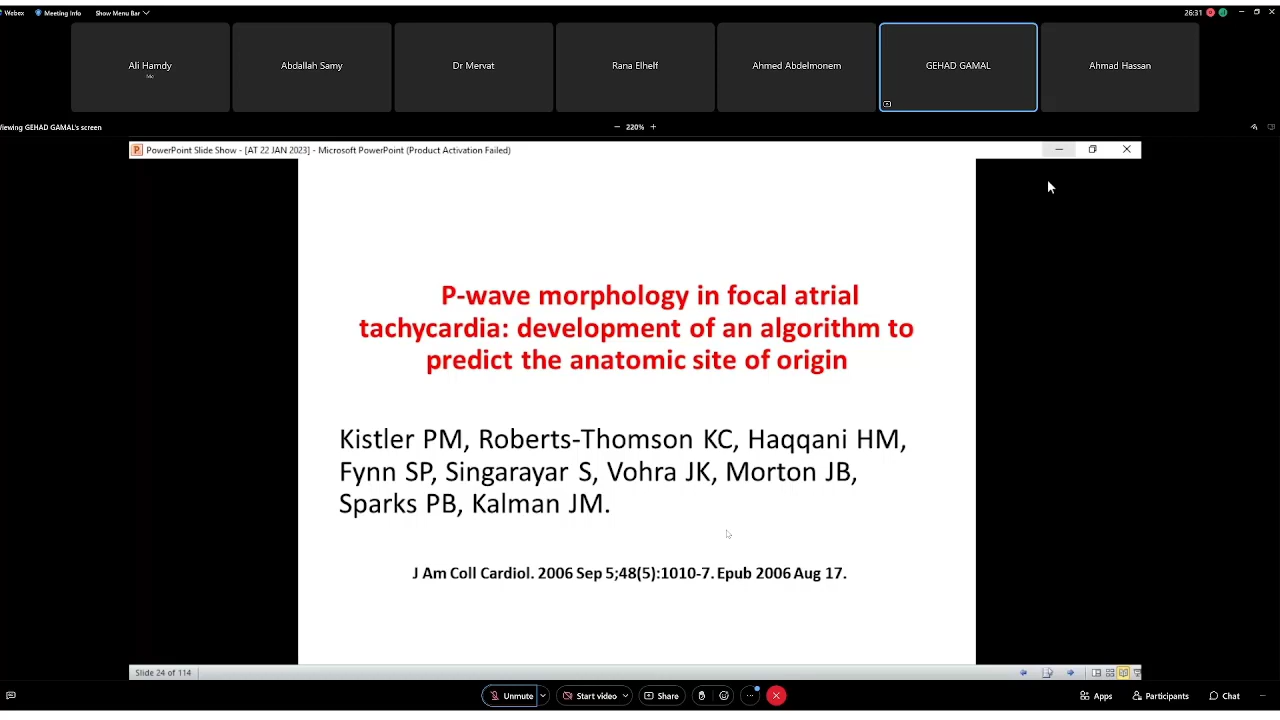 Webex Meeting Info Show Menu Bar 26:31
Ali Hamdy
Me
Abdallah Samy
Dr Mervat
Rana Elhelf
Ahmed Abdelmonem
GEHAD GAMAL
Ahmad Hassan
Viewing GEHAD GAMAL's screen
220%
PowerPoint Slide Show - [AT 22 JAN 2023] - Microsoft PowerPoint (Product Activation Failed)
P-wave morphology in focal atrial
tachycardia: development of an algorithm to
predict the anatomic site of origin
Kistler PM, Roberts-Thomson KC, Haqqani HM,
Fynn SP, Singarayar S, Vohra JK, Morton JB,
Sparks PB, Kalman JM.
J Am Coll Cardiol. 2006 Sep 5;48(5):1010-7. Epub 2006 Aug 17.
Slide 24 of 114
Unmute Start video Share Apps Participants Chat